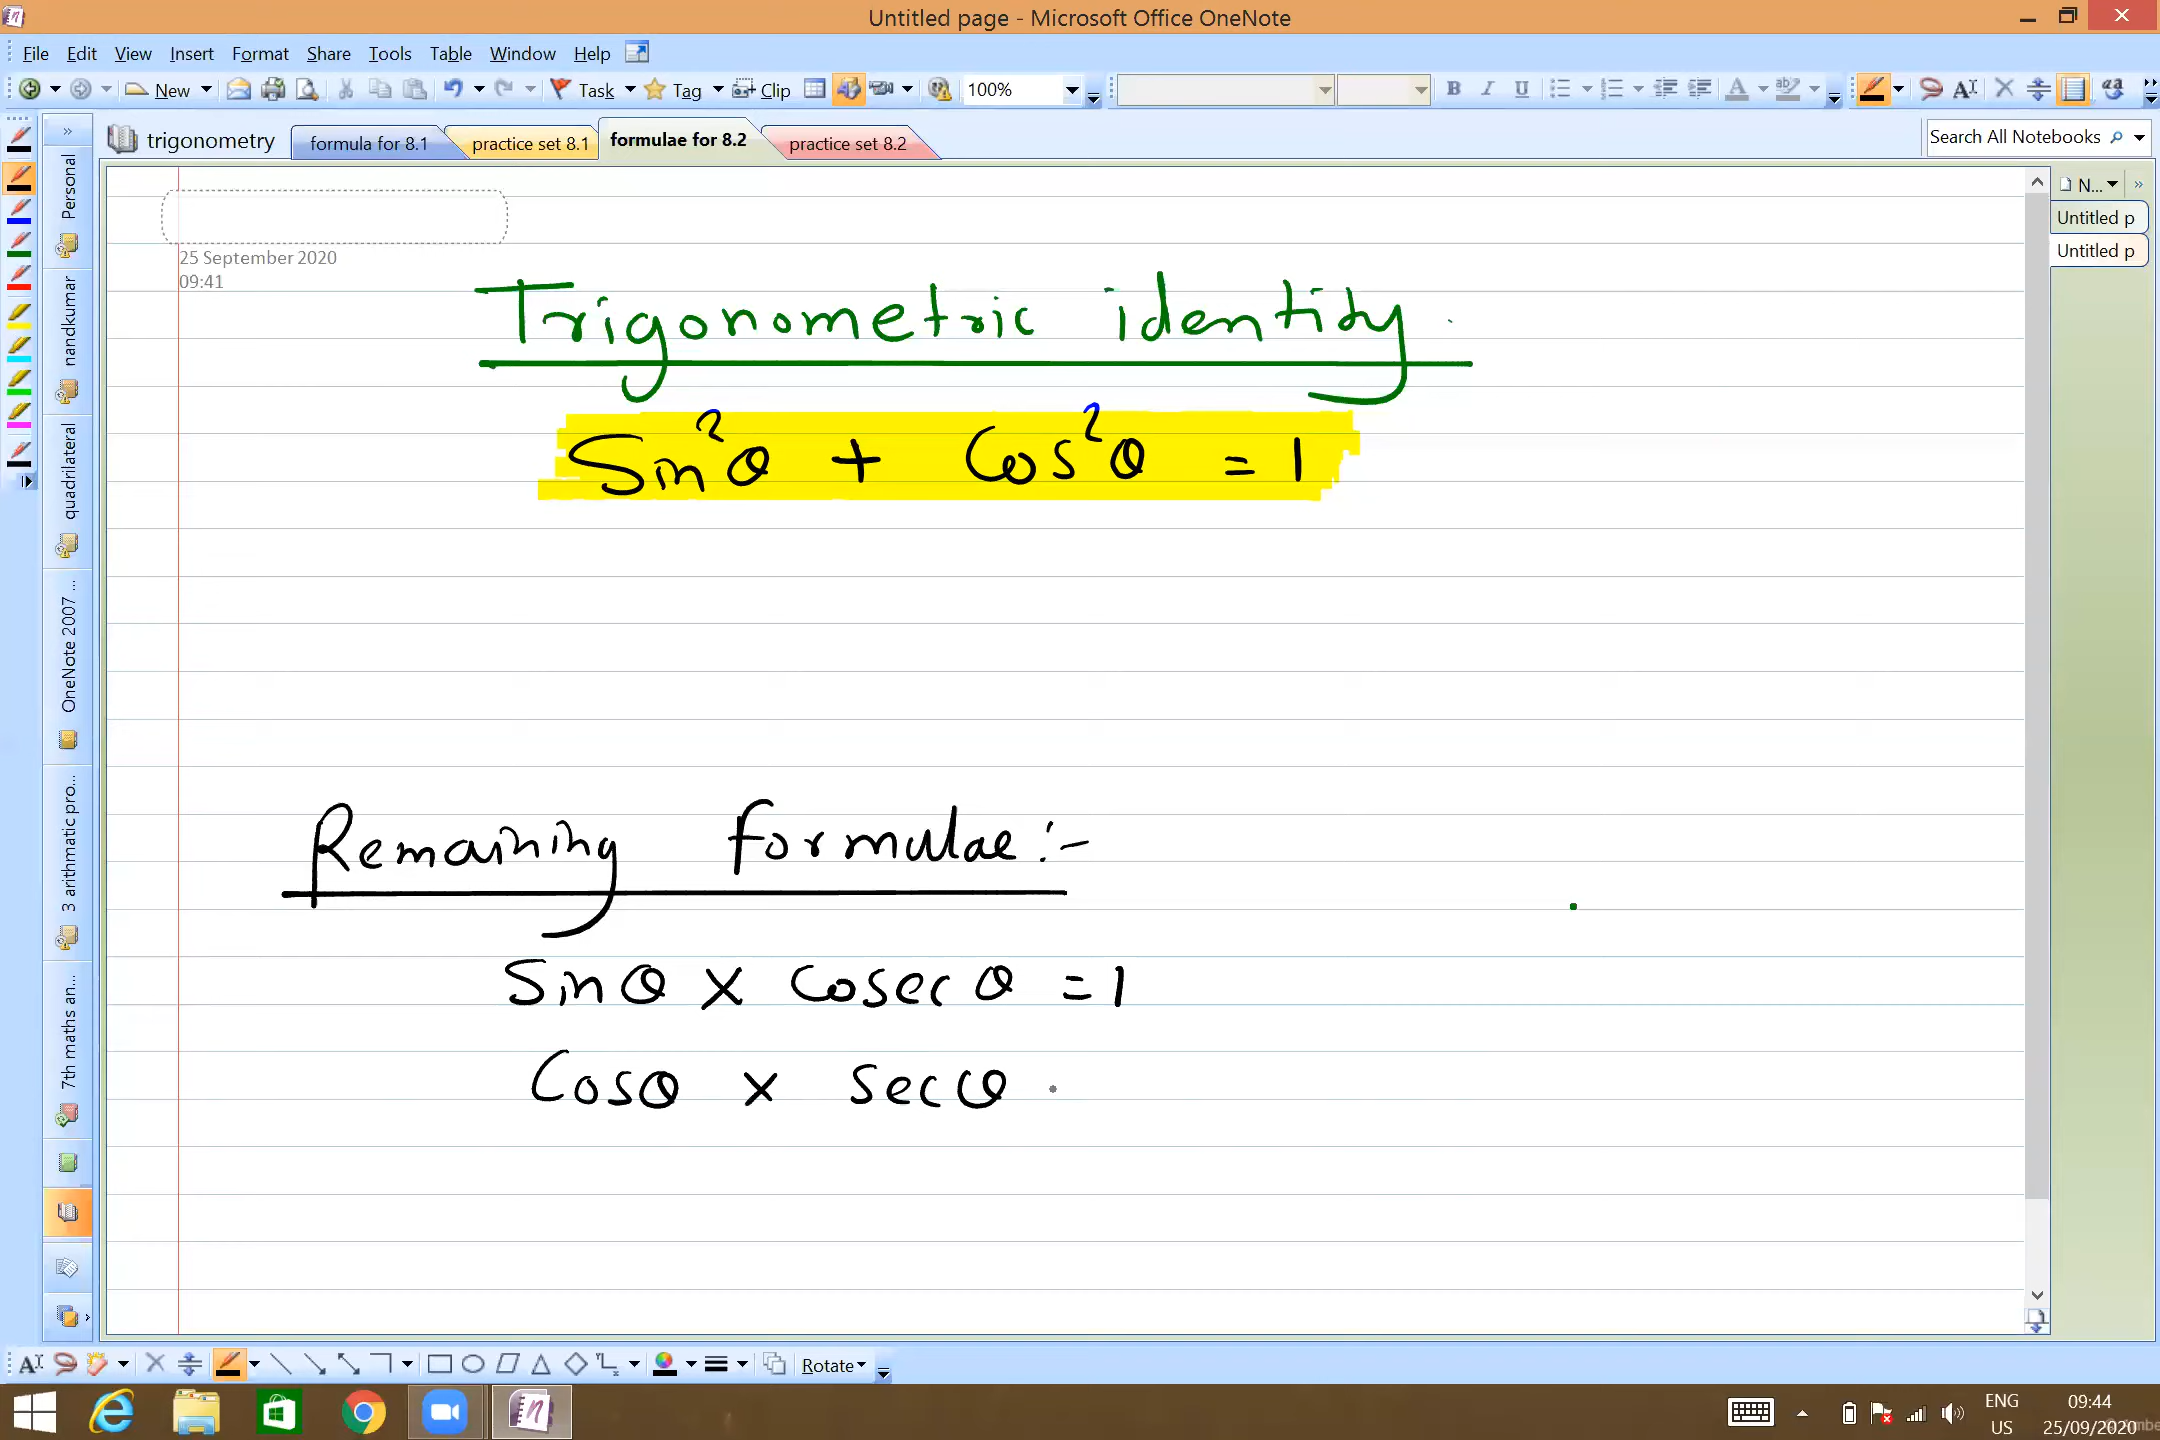 Untitled page - Microsoft Office OneNote
File Edit View Insert Format Share Tools Table Window Help
New Task Tag Clip 100% B I U
trigonometry formula for 8.1 practice set 8.1 formulae for 8.2 practice set 8.2 Search All Notebooks
N...
Untitled p
Untitled p
Personal
nandkumar
quadrilateral
OneNote 2007 ...
3 arithmatic pro...
7th maths an...
25 September 2020
09:41
Trigonometric identity.
Sin²θ + Cos²θ = 1
Remaining formulae:-
Sinθ × Cosec θ = 1
Cosθ × secθ
Rotate
ENG
US
09:44
25/09/2020